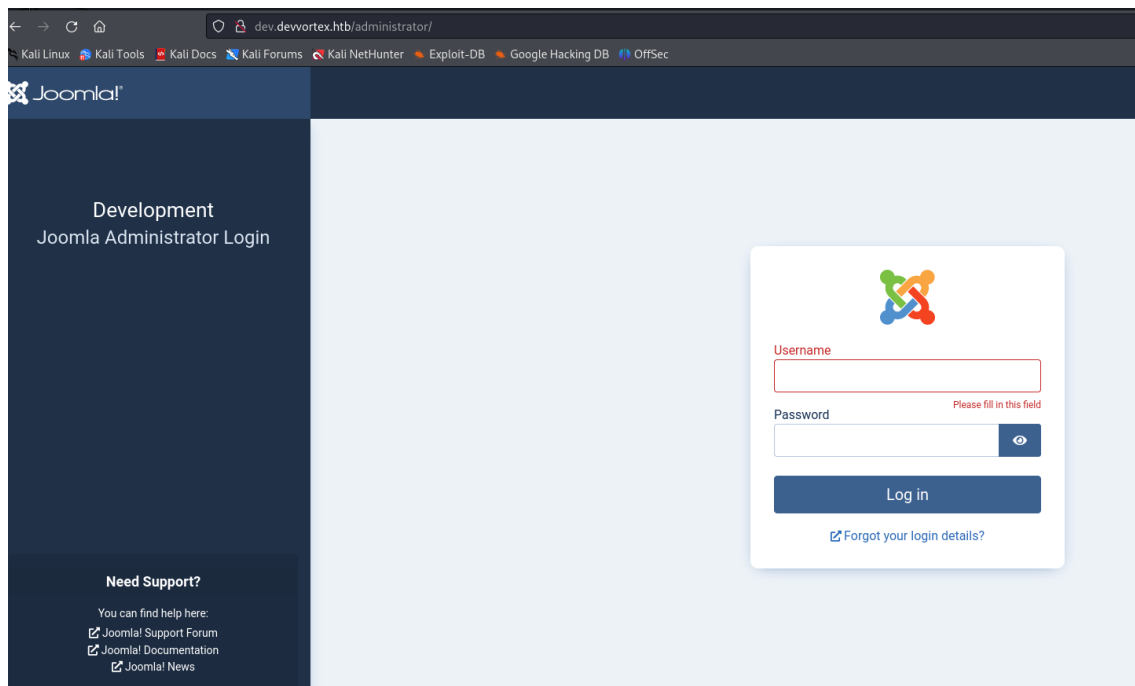 dev.devvortex.htb/administrator/
Kali Linux Kali Tools Kali Docs Kali Forums Kali NetHunter Exploit-DB Google Hacking DB OffSec
Joomla!
Development
Joomla Administrator Login
Username
Please fill in this field
Password
Log in
Forgot your login details?
Need Support?
You can find help here:
Joomla! Support Forum
Joomla! Documentation
Joomla! News